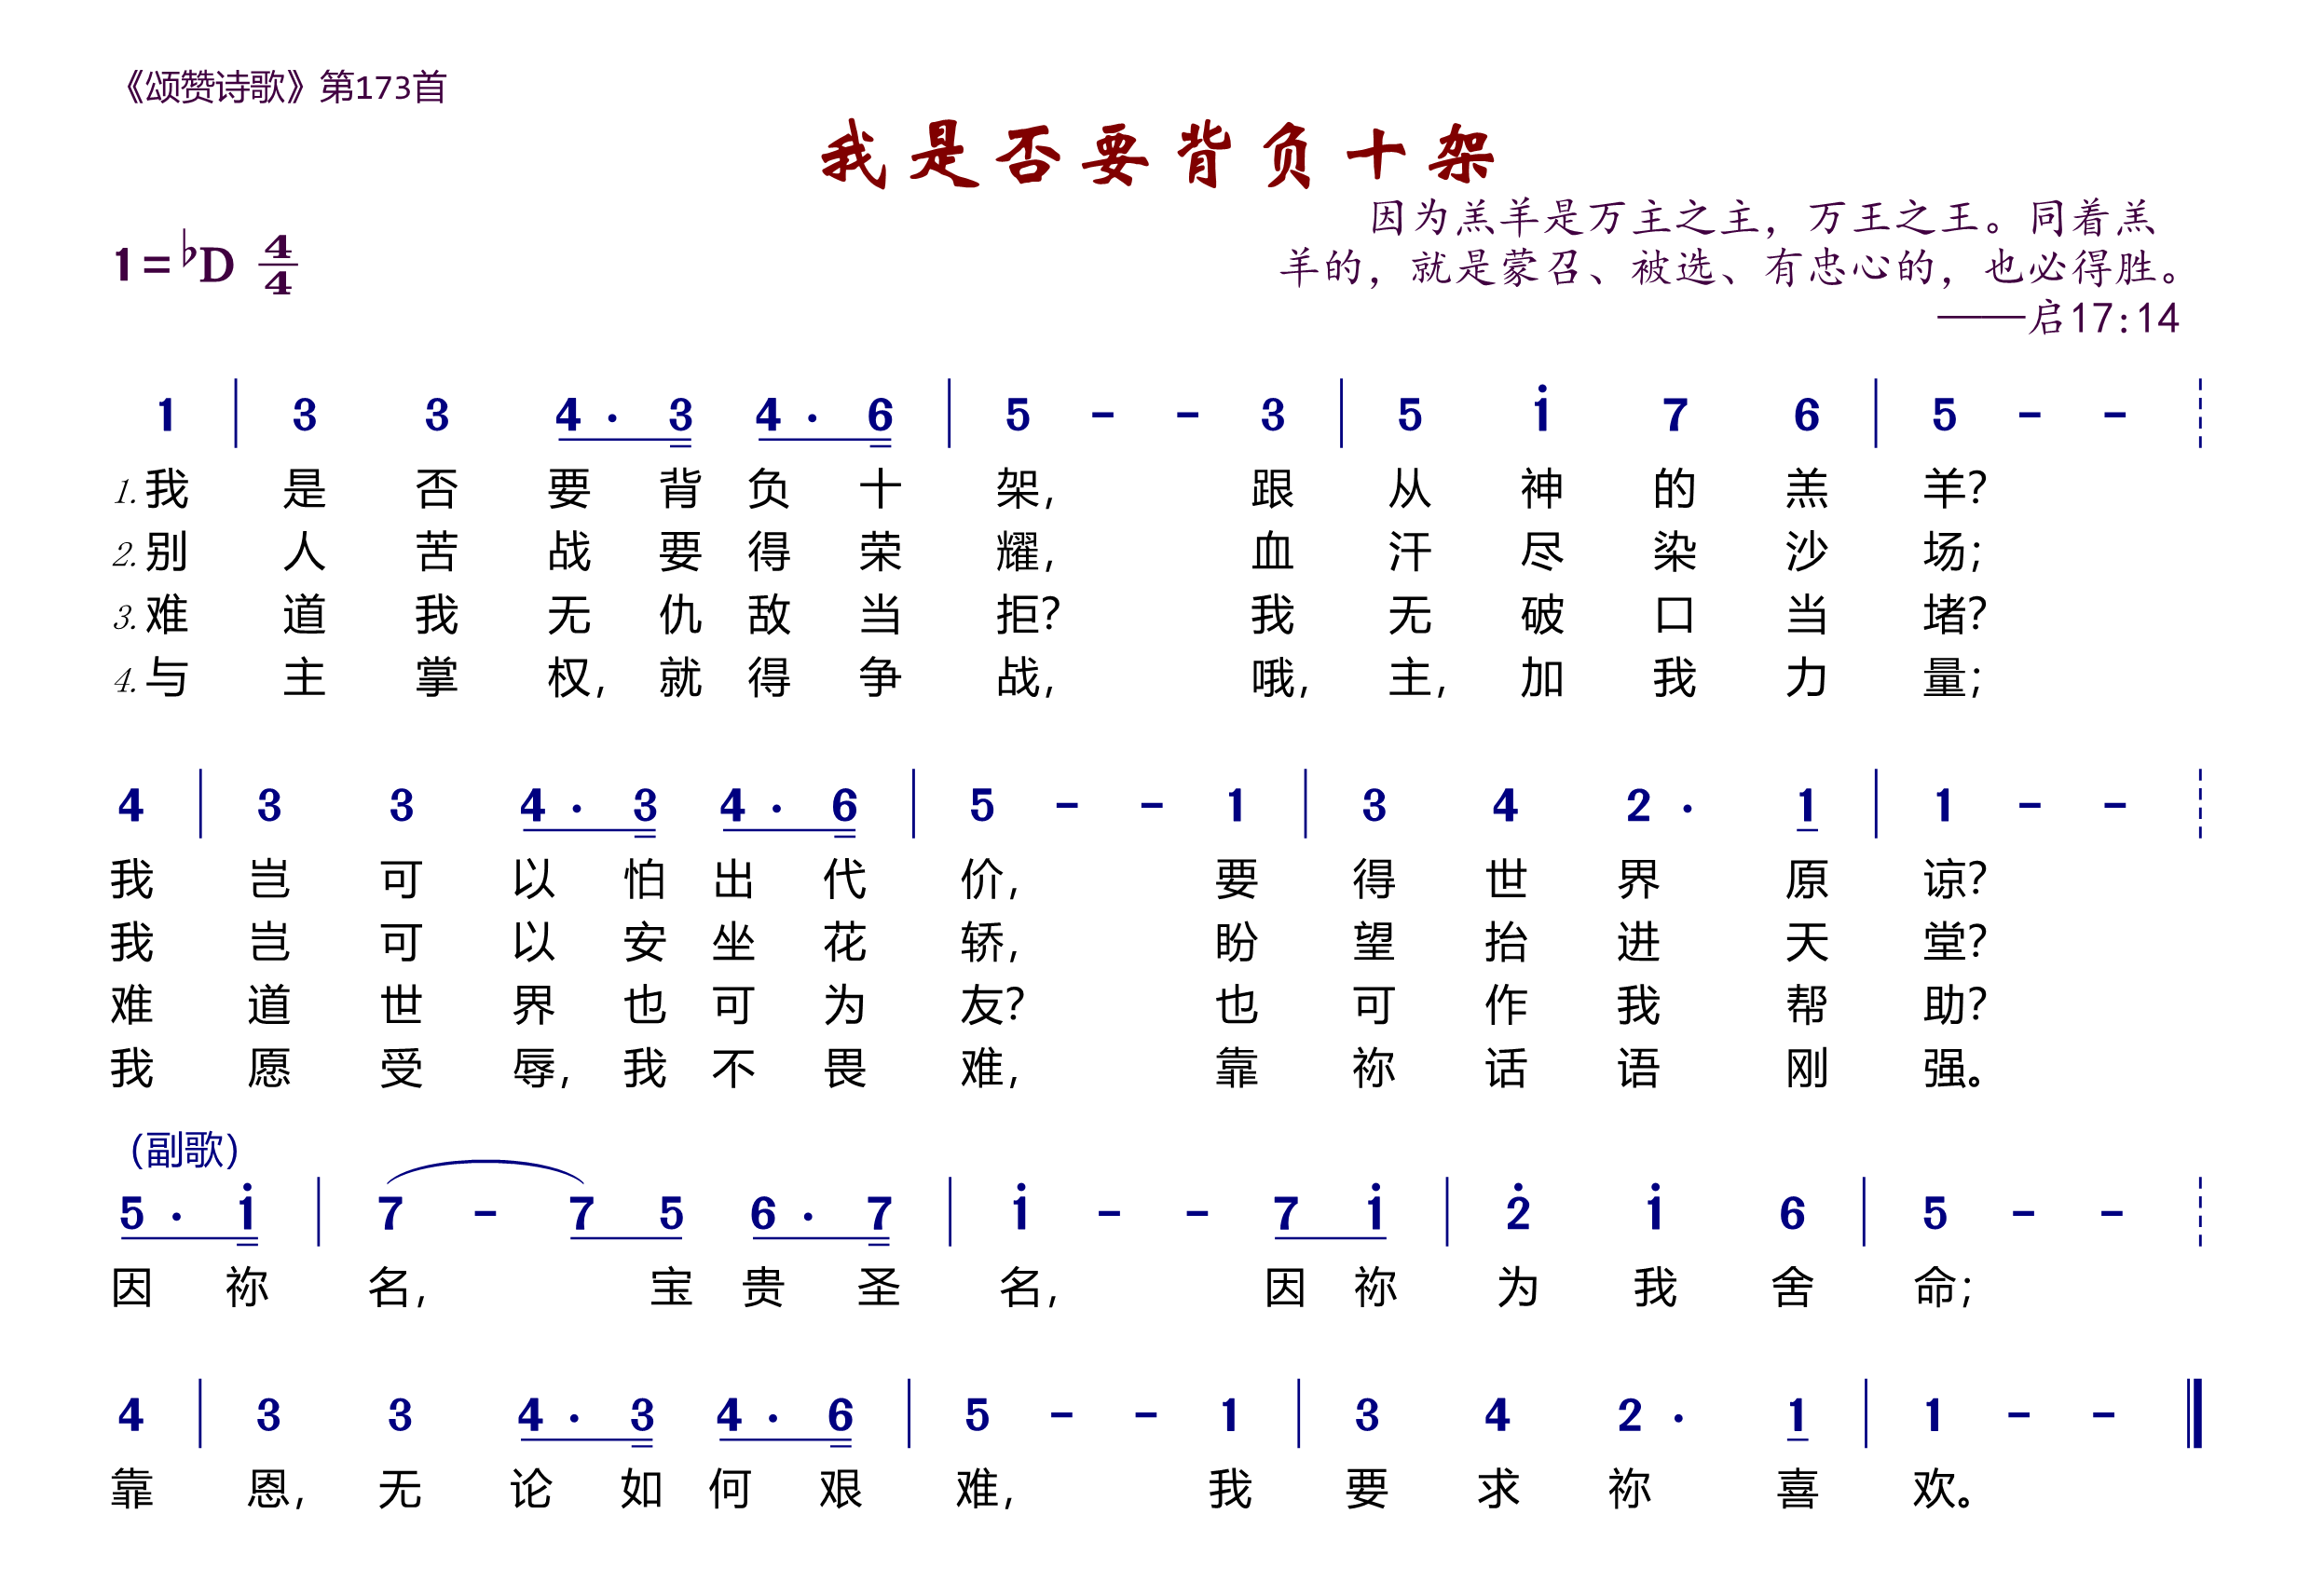 《颂赞诗歌》第173首
我是否要背负十架
因为羔羊是万主之主，万王之王。同着羔
1=♭D 4/4
羊的，就是蒙召、被选、有忠心的，也必得胜。
——启17:14
1 | 3 3 4·3 4·6 | 5 - - 3 | 5 i̇ 7 6 | 5 - - ¦
1.我是否要背负十架，跟从神的羔羊？
2.别人苦战要得荣耀，血汗尽染沙场；
3.难道我无仇敌当拒？我无破口当堵？
4.与主掌权，就得争战，哦，主，加我力量；
4 | 3 3 4·3 4·6 | 5 - - 1 | 3 4 2· 1 | 1 - - ¦
我岂可以怕出代价，要得世界原谅？
我岂可以安坐花轿，盼望抬进天堂？
难道世界也可为友？也可作我帮助？
我愿受辱，我不畏难，靠祢话语刚强。
(副歌)
5·1̇ | 7 - 7 5 6·7 | 1̇ - - 7 1̇ | 2̇ 1̇ 6 | 5 - - ¦
因祢名，宝贵圣名，因祢为我舍命；
4 | 3 3 4·3 4·6 | 5 - - 1 | 3 4 2· 1 | 1 - - ‖
靠恩，无论如何艰难，我要求祢喜欢。